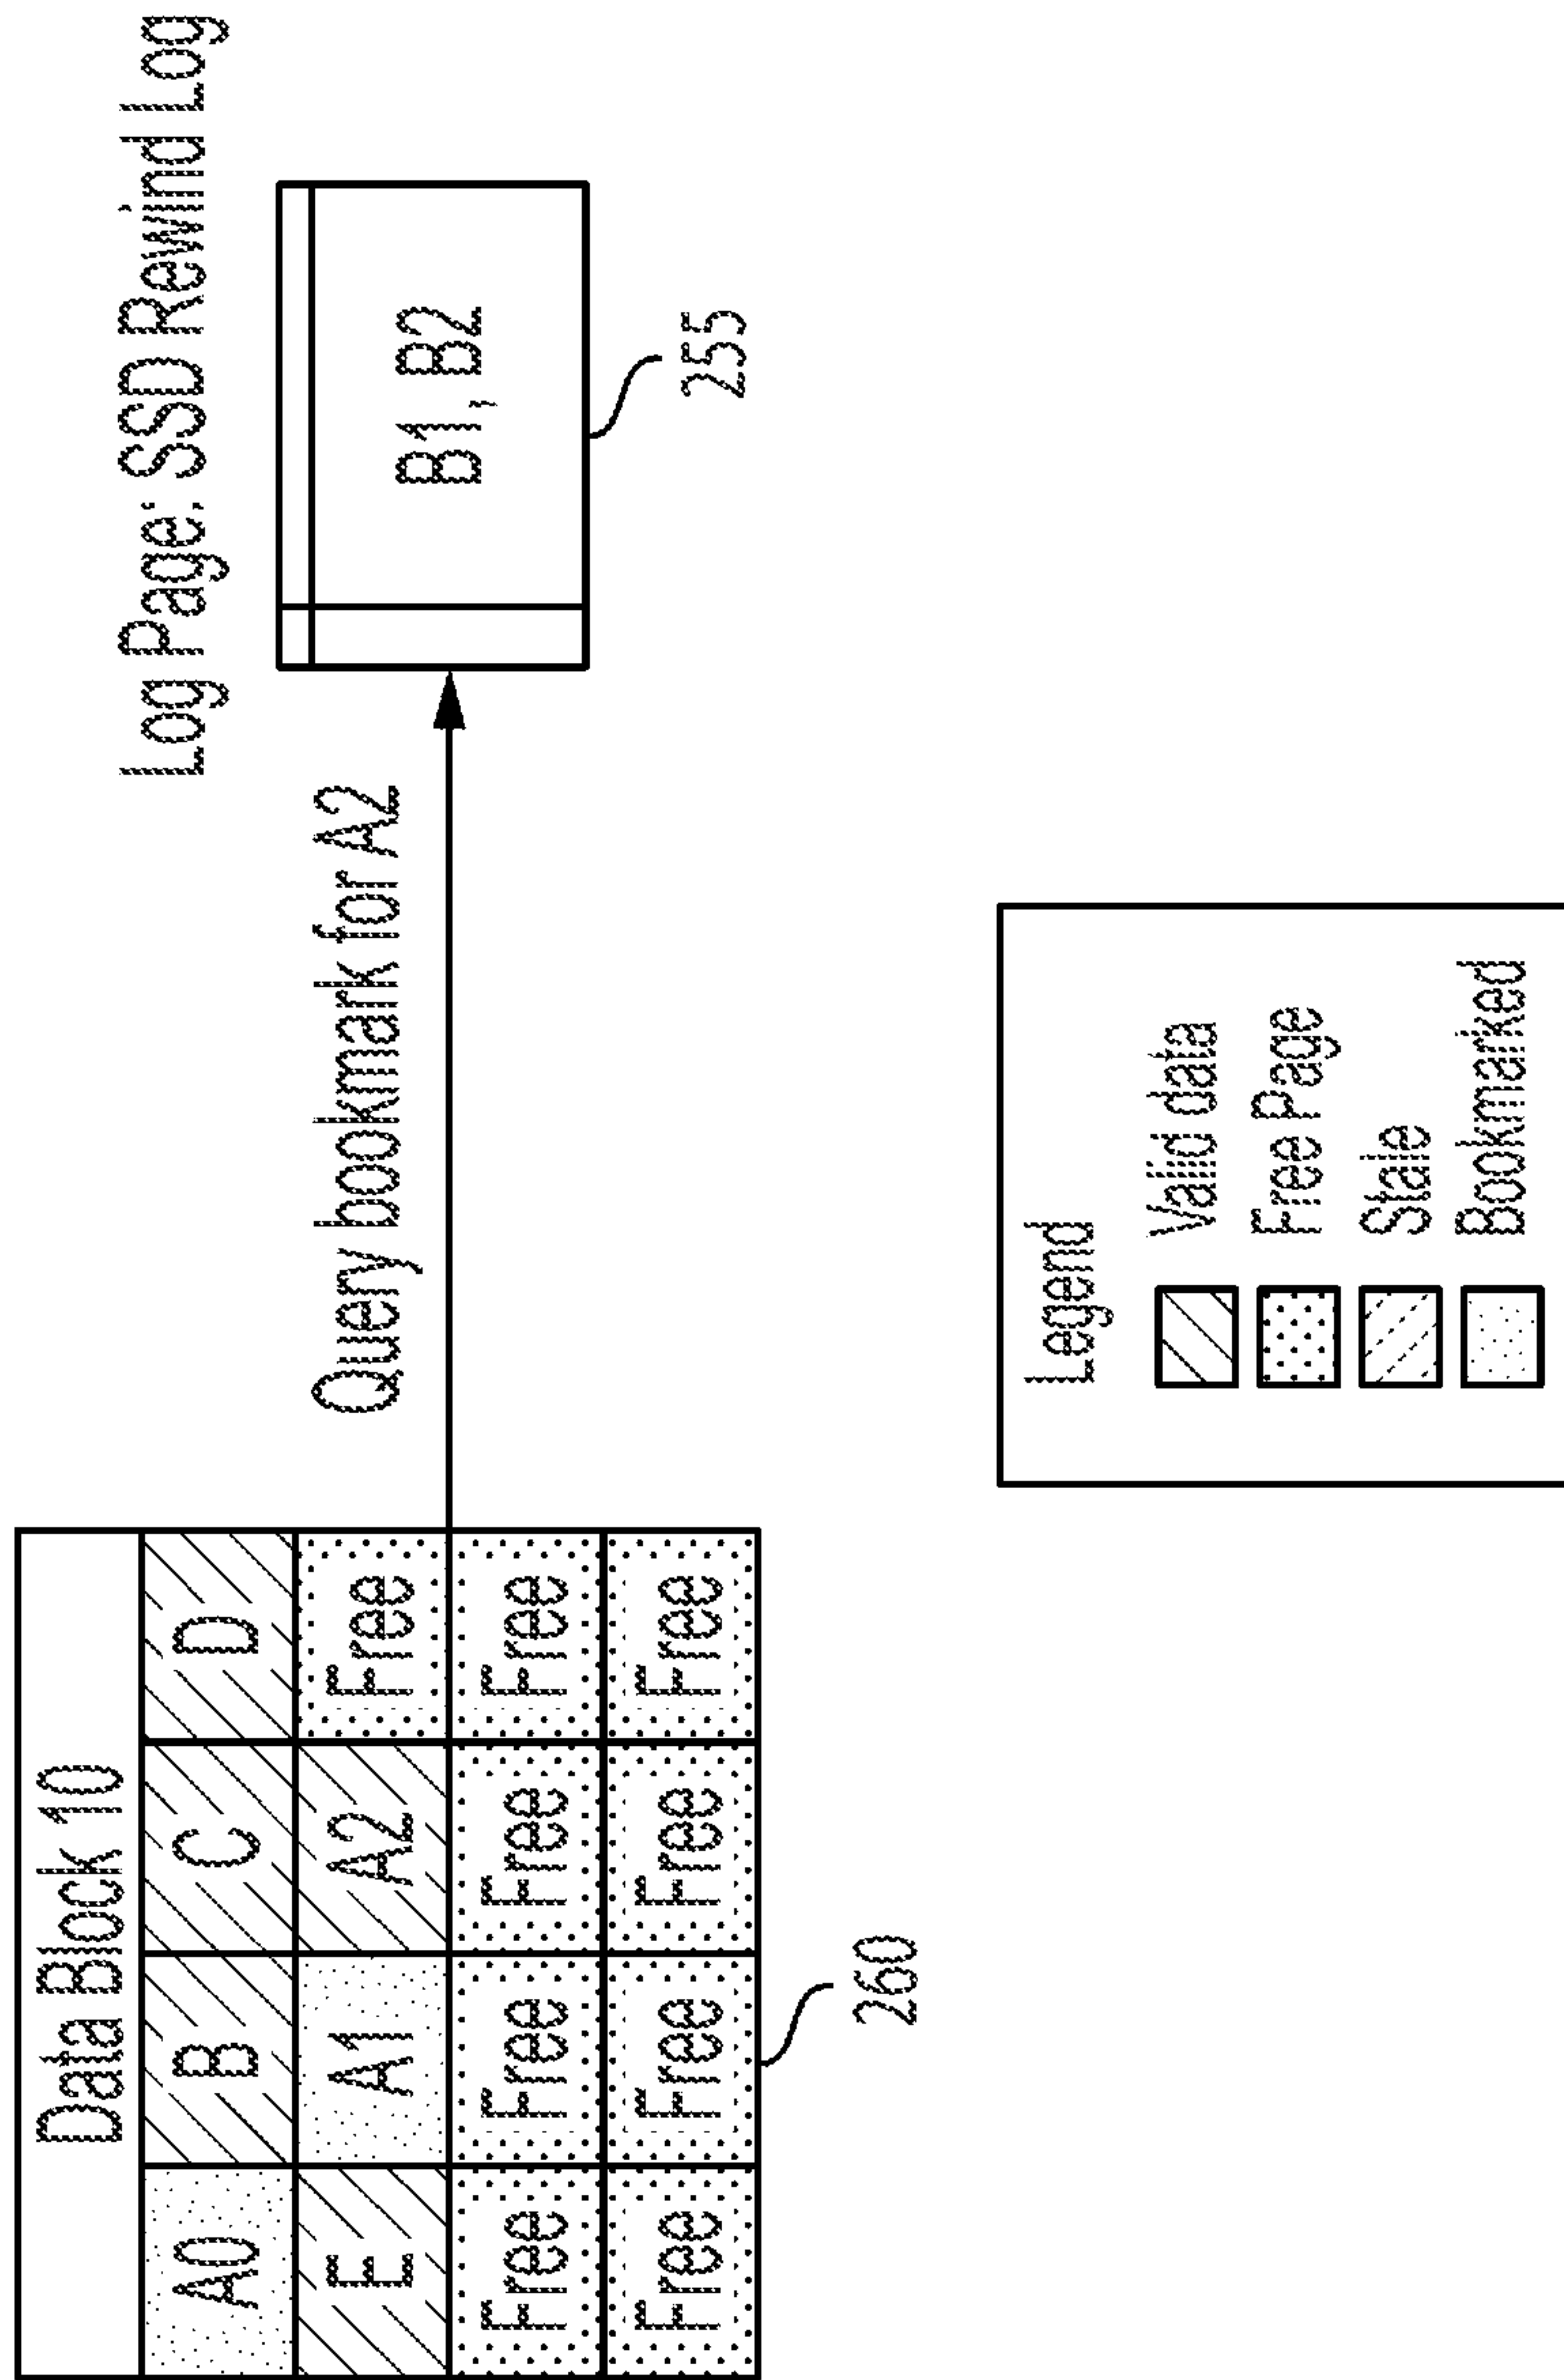 Log Page: SSD Rewind Log
Data Block 10
A0 B C D
E A1 A2 Free
Free Free Free Free
Free Free Free Free
260
Query bookmark for A2
B1, B2
255
Legend
Valid data
Free Page
Stale
Bookmarked